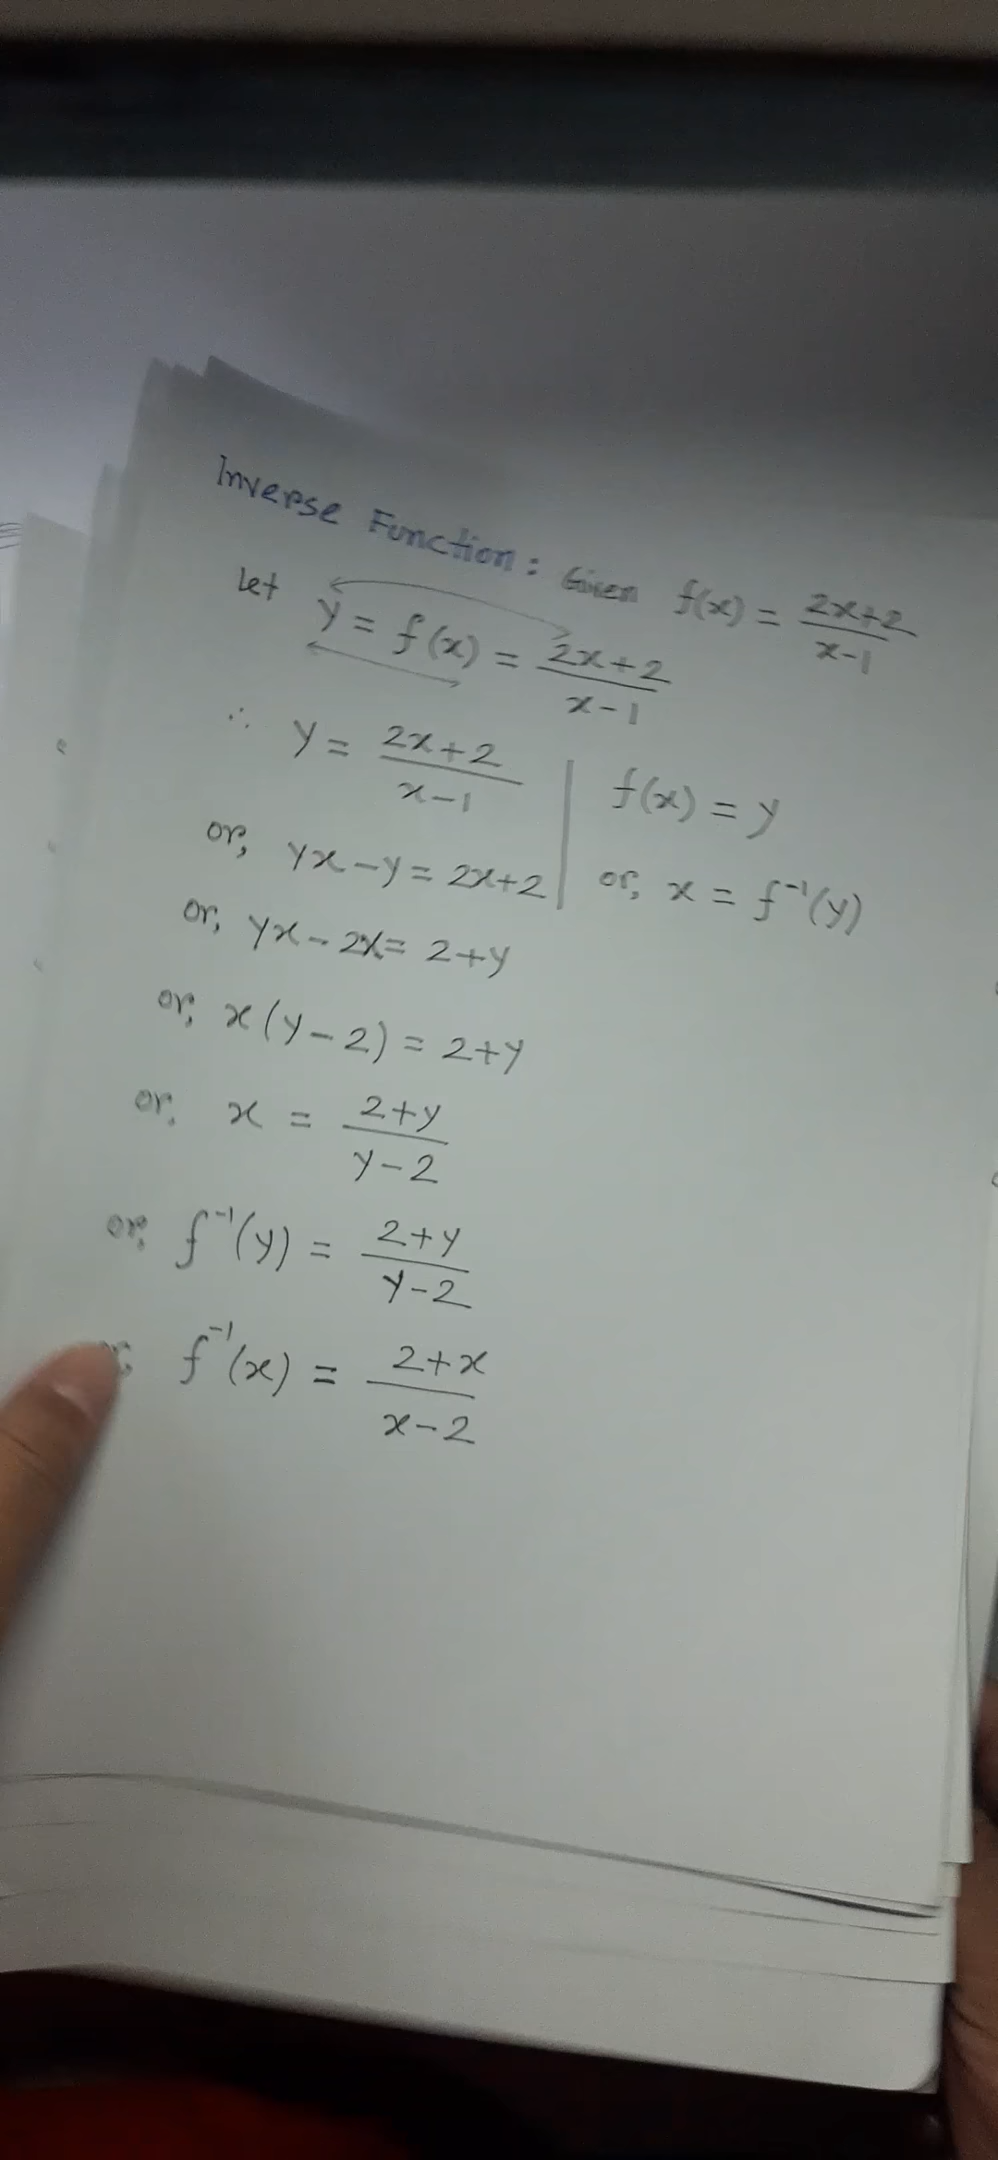 Inverse Function: Given f(x) = (2x+2)/(x-1)
Let y = f(x) = (2x+2)/(x-1)
∴ y = (2x+2)/(x-1) | f(x) = y
or, yx-y = 2x+2 | or, x = f⁻¹(y)
or, yx-2x = 2+y
or, x(y-2) = 2+y
or, x = (2+y)/(y-2)
or, f⁻¹(y) = (2+y)/(y-2)
f⁻¹(x) = (2+x)/(x-2)